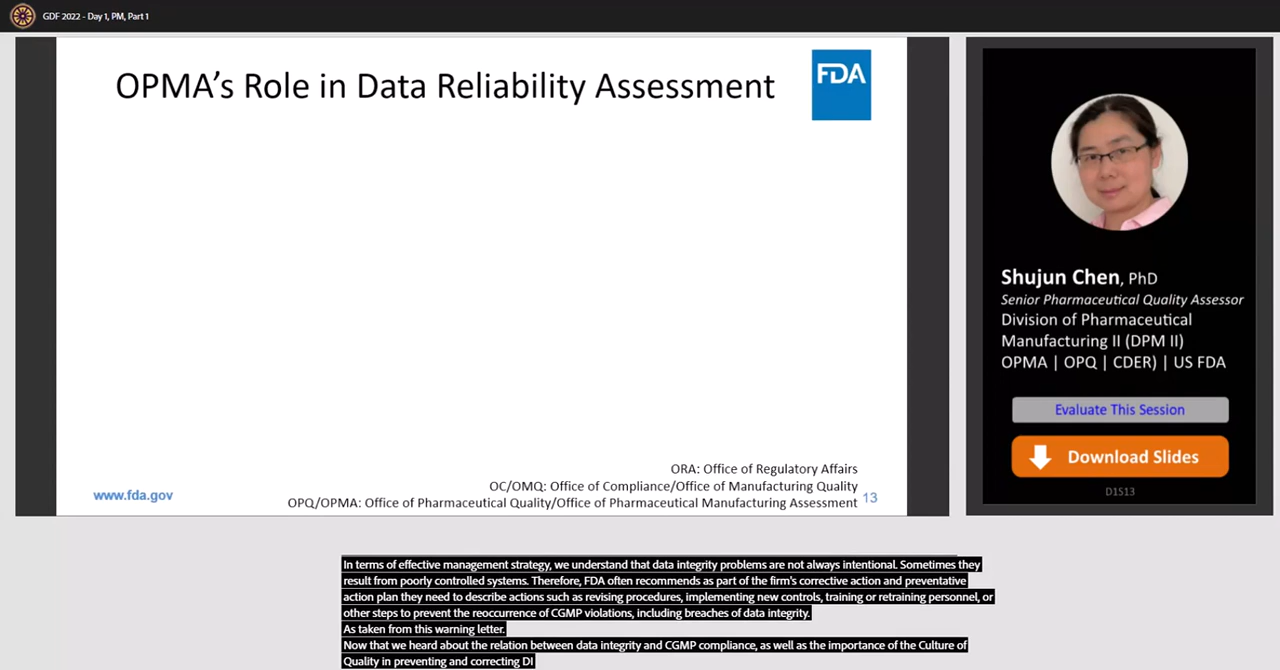 GDF 2022 - Day 1, PM, Part 1
OPMA's Role in Data Reliability Assessment
FDA
ORA: Office of Regulatory Affairs
OC/OMQ: Office of Compliance/Office of Manufacturing Quality
OPQ/OPMA: Office of Pharmaceutical Quality/Office of Pharmaceutical Manufacturing Assessment
www.fda.gov
13
Shujun Chen, PhD
Senior Pharmaceutical Quality Assessor
Division of Pharmaceutical
Manufacturing II (DPM II)
OPMA | OPQ | CDER) | US FDA
Evaluate This Session
Download Slides
D1S13
In terms of effective management strategy, we understand that data integrity problems are not always intentional. Sometimes they
result from poorly controlled systems. Therefore, FDA often recommends as part of the firm's corrective action and preventative
action plan they need to describe actions such as revising procedures, implementing new controls, training or retraining personnel, or
other steps to prevent the reoccurrence of CGMP violations, including breaches of data integrity.
As taken from this warning letter.
Now that we heard about the relation between data integrity and CGMP compliance, as well as the importance of the Culture of
Quality in preventing and correcting DI